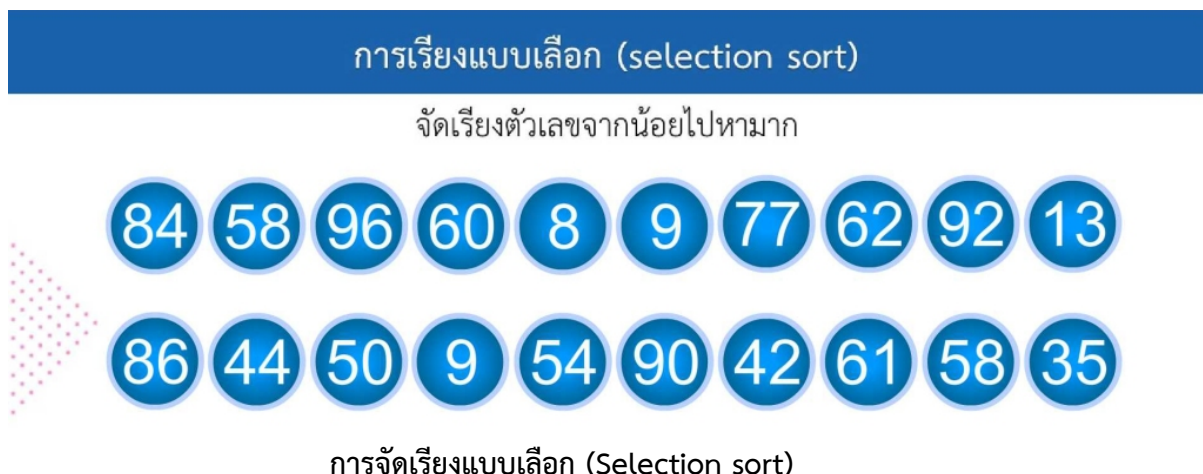 การเรียงแบบเลือก (selection sort)
จัดเรียงตัวเลขจากน้อยไปหามาก
84 58 96 60 8 9 77 62 92 13
86 44 50 9 54 90 42 61 58 35
การจัดเรียงแบบเลือก (Selection sort)